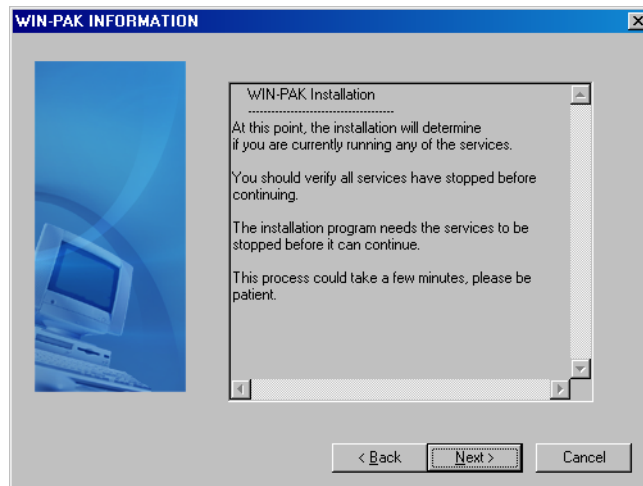 WIN-PAK INFORMATION
WIN-PAK Installation
------------------------------------
At this point, the installation will determine
if you are currently running any of the services.
You should verify all services have stopped before
continuing.
The installation program needs the services to be
stopped before it can continue.
This process could take a few minutes, please be
patient.
< Back
Next >
Cancel